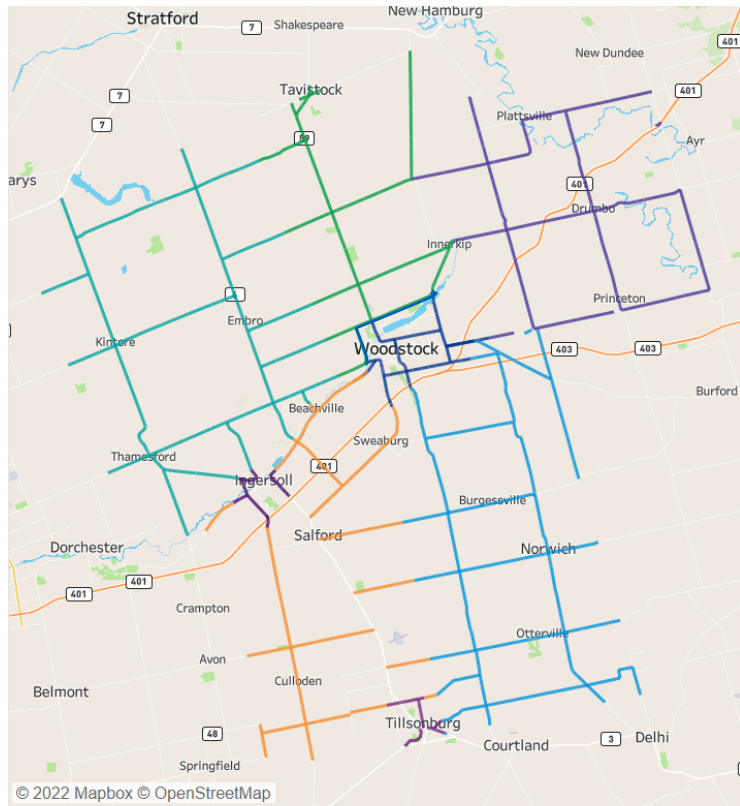 New Hamburg
Stratford
Shakespeare
7
401
New Dundee
Tavistock
7
401
Plattsville
7
59
Ayr
arys
401
Drumbo
Innerkip
Embro
Princeton
Kintore
Woodstock
403
403
Burford
Beachville
Sweaburg
Thamesford
401
Ingersoll
Burgessville
Salford
Dorchester
Norwich
401
401
Crampton
Otterville
Avon
Culloden
Belmont
Tillsonburg
48
3
Delhi
Courtland
Springfield
© 2022 Mapbox © OpenStreetMap